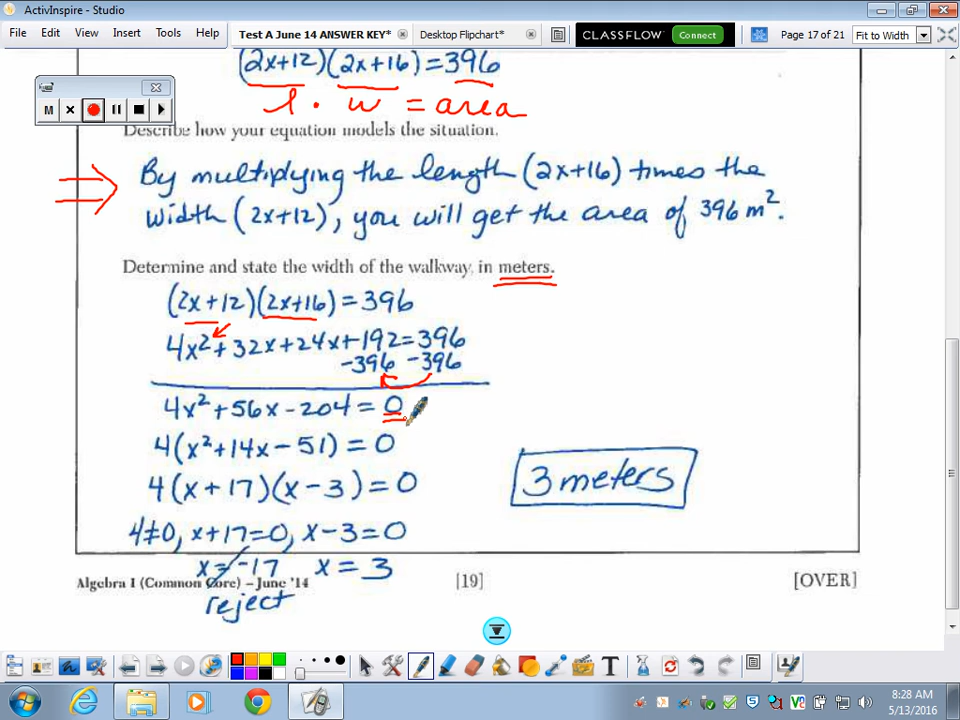 ActivInspire - Studio
File Edit View Insert Tools Help
Test A June 14 ANSWER KEY* Desktop Flipchart* CLASSFLOW Connect Page 17 of 21 Fit to Width
(2x+12)(2x+16)=396
l · w = area
M
Describe how your equation models the situation.
By multiplying the length (2x+16) times the
width (2x+12), you will get the area of 396 m².
Determine and state the width of the walkway, in meters.
(2x+12)(2x+16)=396
4x²+32x+24x+192=396
-396 -396
4x²+56x-204=0
4(x²+14x-51)=0
4(x+17)(x-3)=0
3 meters
4≠0, x+17=0, x-3=0
x=-17 x=3
Algebra I (Common Core) – June '14 [19] [OVER]
reject
T
8:28 AM
5/13/2016